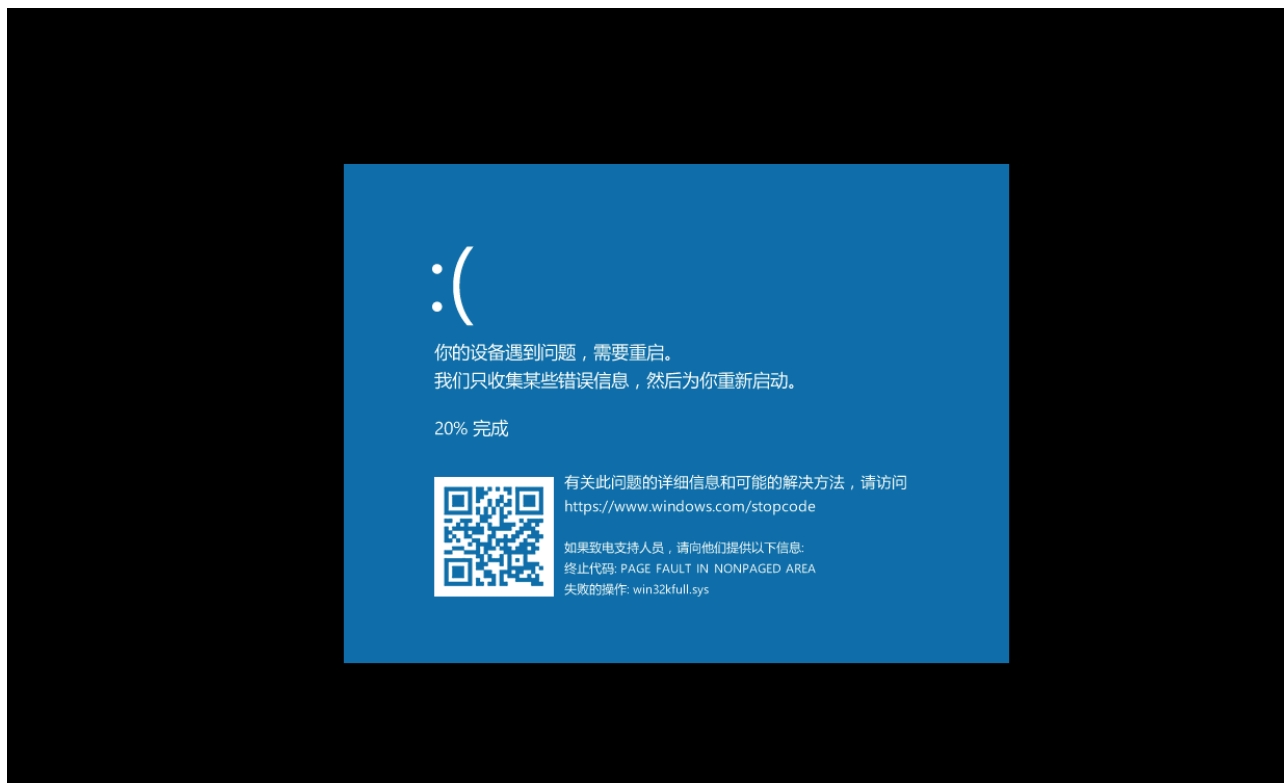 :(
你的设备遇到问题，需要重启。
我们只收集某些错误信息，然后为你重新启动。
20% 完成
有关此问题的详细信息和可能的解决方法，请访问
https://www.windows.com/stopcode
如果致电支持人员，请向他们提供以下信息:
终止代码: PAGE FAULT IN NONPAGED AREA
失败的操作: win32kfull.sys